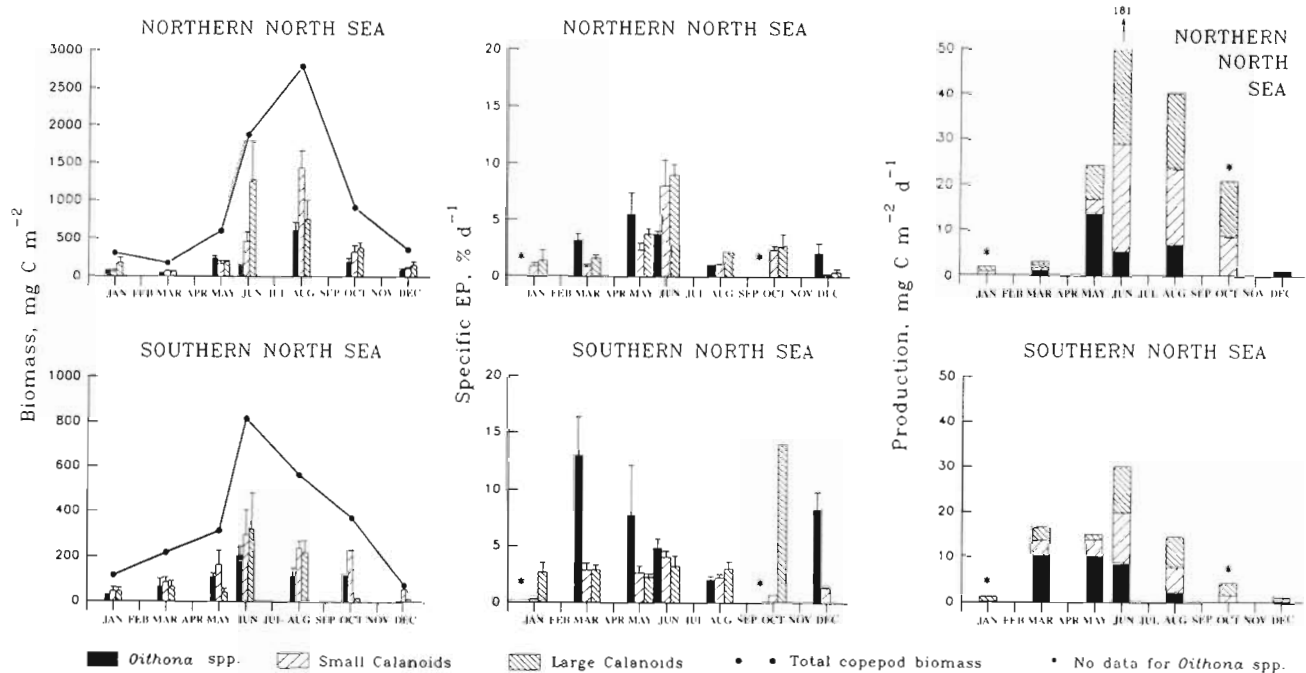 NORTHERN NORTH SEA
3000
2500
2000
1500
1000
500
0
JAN FEB MAR APR MAY JUN JUL AUG SEP OCT NOV DEC
SOUTHERN NORTH SEA
1000
800
600
400
200
0
JAN FEB MAR APR MAY JUN JUL AUG SEP OCT NOV DEC
Biomass, mg C m⁻²
NORTHERN NORTH SEA
20
15
10
5
0
* *
JAN FEB MAR APR MAY JUN JUL AUG SEP OCT NOV DEC
SOUTHERN NORTH SEA
20
15
10
5
0
* *
JAN FEB MAR APR MAY JUN JUL AUG SEP OCT NOV DEC
Specific EP, % d⁻¹
181
NORTHERN
NORTH
SEA
50
40
30
20
10
0
* *
JAN FEB MAR APR MAY JUN JUL AUG SEP OCT NOV DEC
SOUTHERN NORTH SEA
50
40
30
20
10
0
* *
JAN FEB MAR APR MAY JUN JUL AUG SEP OCT NOV DEC
Production, mg C m⁻² d⁻¹
Oithona spp. Small Calanoids Large Calanoids • • Total copepod biomass * No data for Oithona spp.